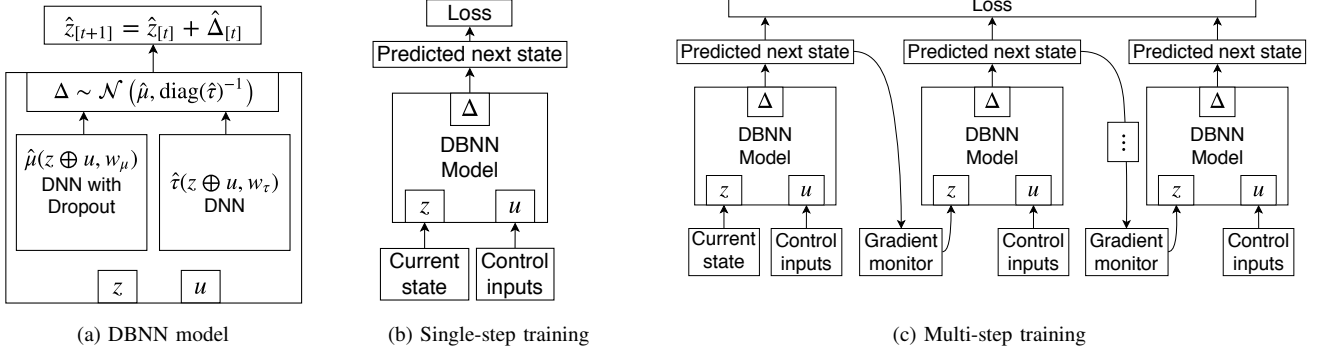 ẑ[t+1] = ẑ[t] + Δ̂[t]
Δ ∼ 𝒩 (μ̂, diag(τ̂)⁻¹)
μ̂(z ⊕ u, wμ)
DNN with
Dropout
τ̂(z ⊕ u, wτ)
DNN
z
u
(a) DBNN model
Loss
Predicted next state
Δ
DBNN
Model
z
u
Current
state
Control
inputs
(b) Single-step training
Loss
Predicted next state
Predicted next state
Predicted next state
Δ
DBNN
Model
z
u
Current
state
Control
inputs
Gradient
monitor
Δ
DBNN
Model
z
u
Control
inputs
⋮
Gradient
monitor
Δ
DBNN
Model
z
u
Control
inputs
(c) Multi-step training